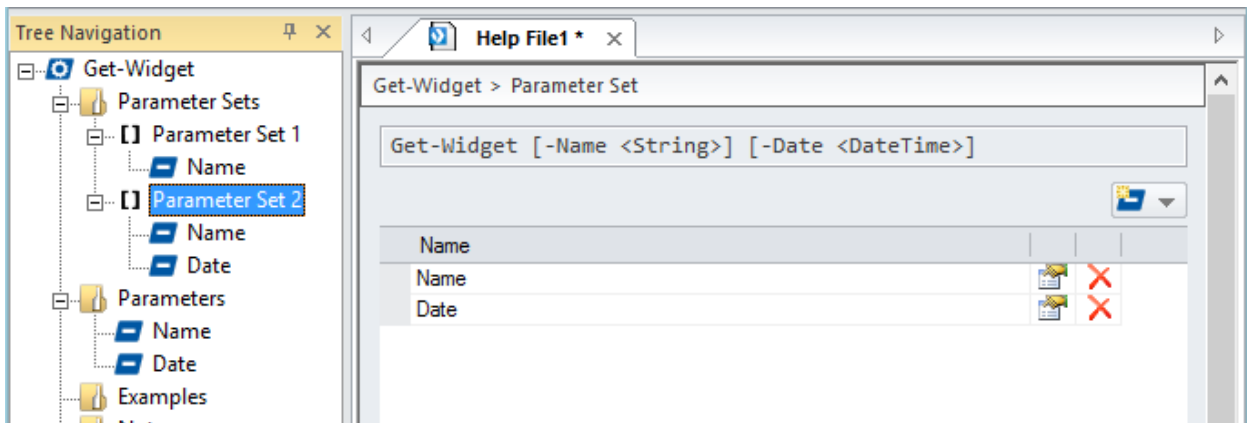 Tree Navigation
Get-Widget
Parameter Sets
[] Parameter Set 1
Name
[] Parameter Set 2
Name
Date
Parameters
Name
Date
Examples
Help File1 *
Get-Widget > Parameter Set
Get-Widget [-Name <String>] [-Date <DateTime>]
Name
Name
Date